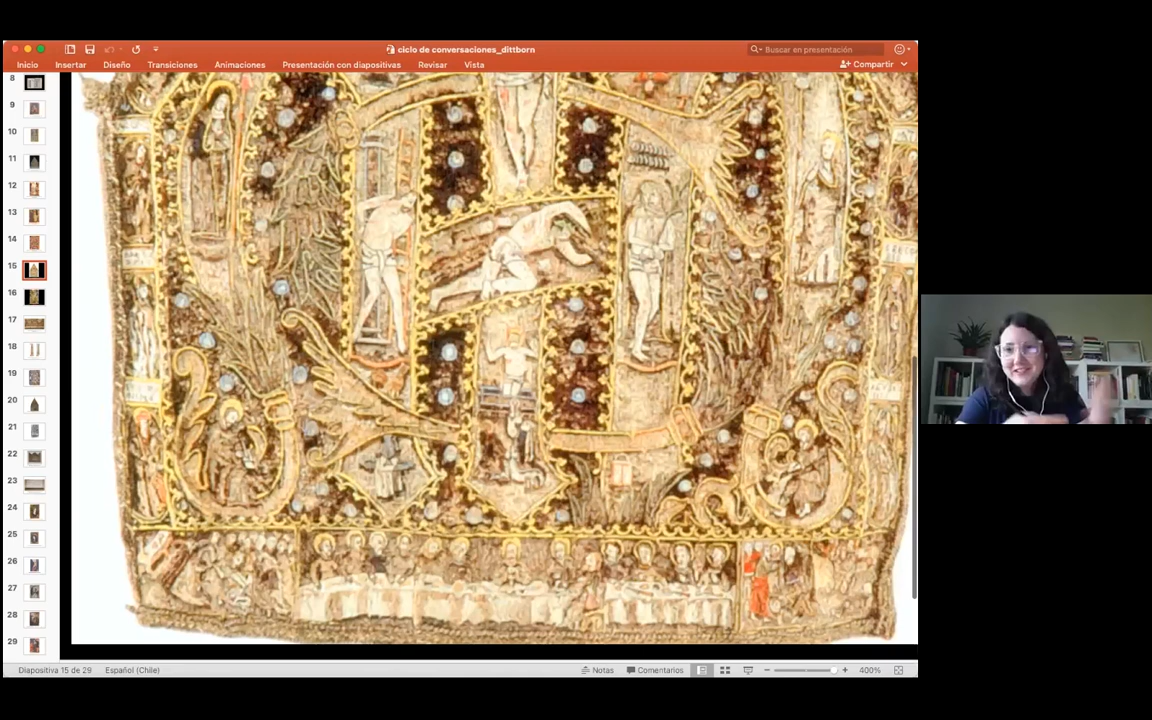 ciclo de conversaciones_dittborn
Buscar en presentación
Inicio
Insertar
Diseño
Transiciones
Animaciones
Presentación con diapositivas
Revisar
Vista
Compartir
8
9
10
11
12
13
14
15
16
17
18
19
20
21
22
23
24
25
26
27
28
29
Diapositiva 15 de 29
Español (Chile)
Notas
Comentarios
400%